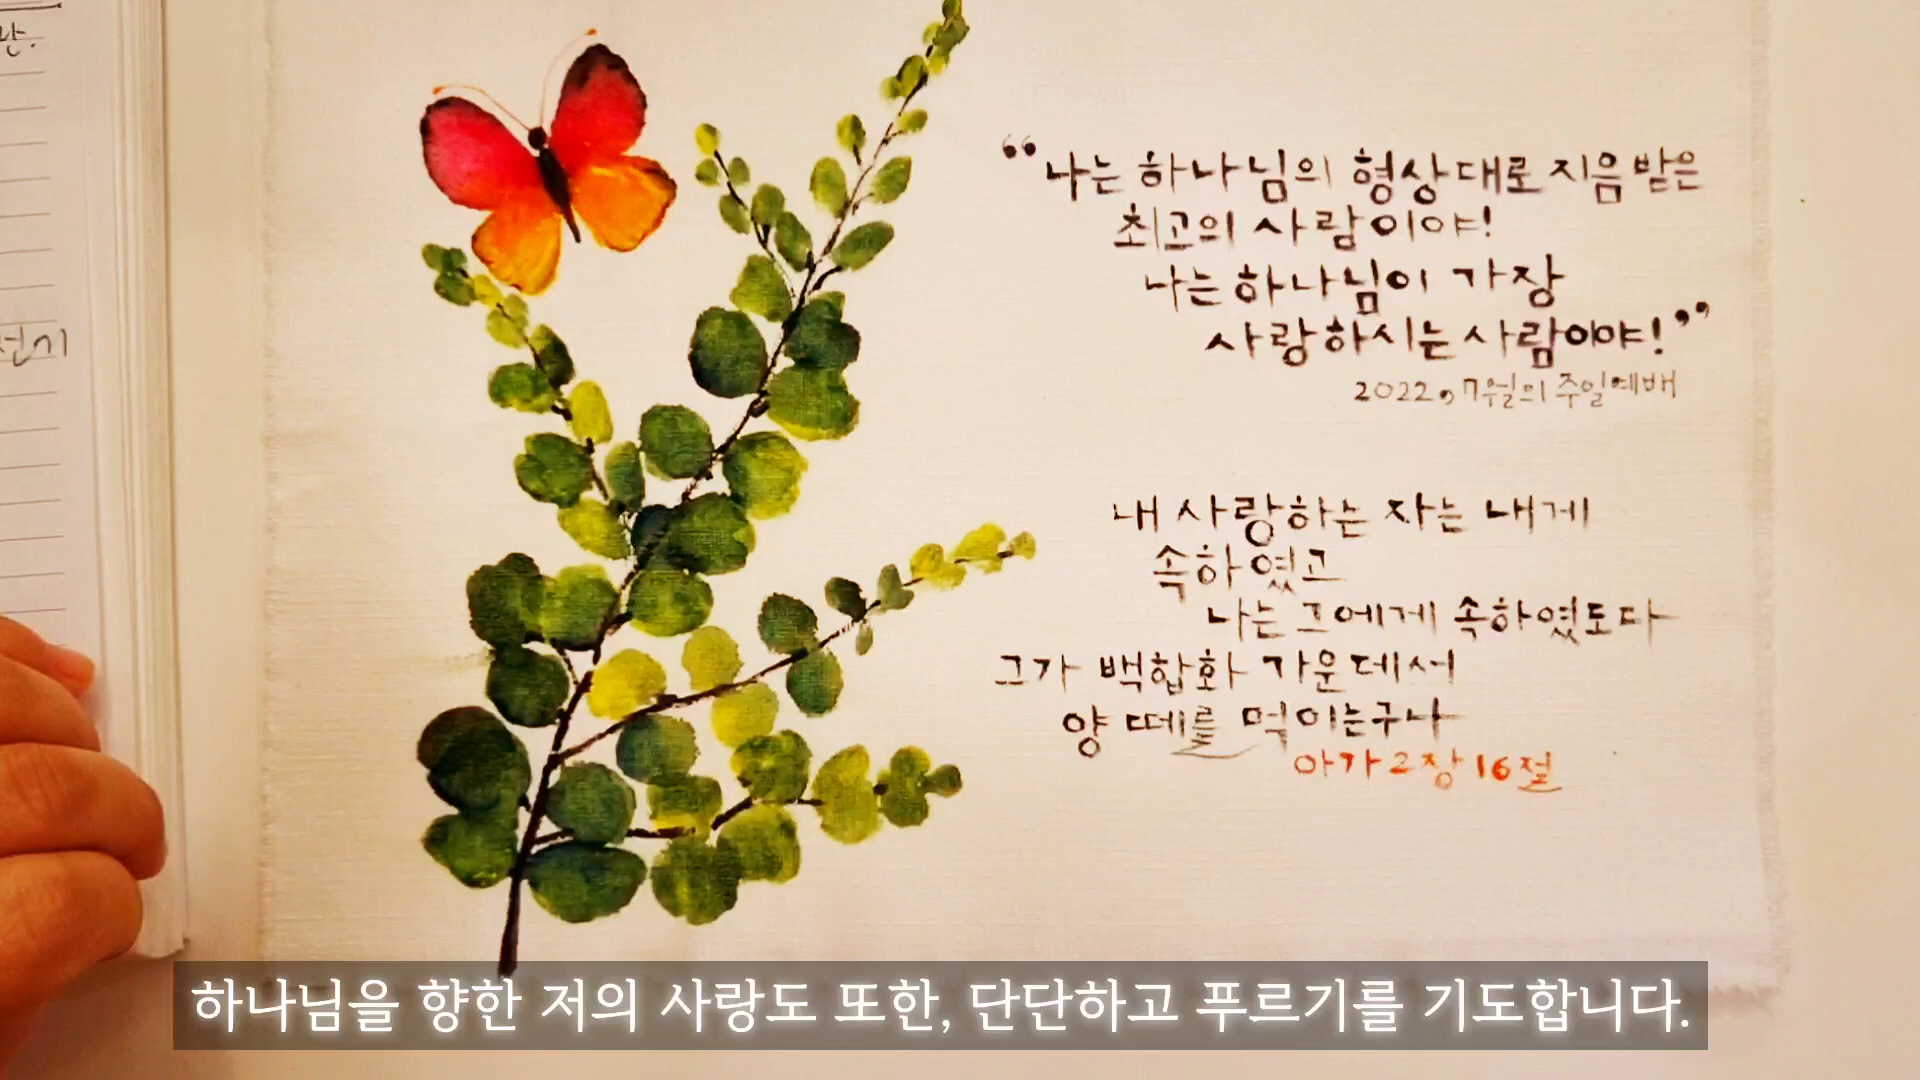 “나는 하나님의 형상대로 지음 받은
최고의 사람이야!
나는 하나님이 가장
사랑하시는 사람이야!”
2022, 7월의 주일예배
내 사랑하는 자는 내게
속하였고
나는 그에게 속하였도다
그가 백합화 가운데서
양 떼를 먹이는구나
아가 2장 16절
하나님을 향한 저의 사랑도 또한, 단단하고 푸르기를 기도합니다.